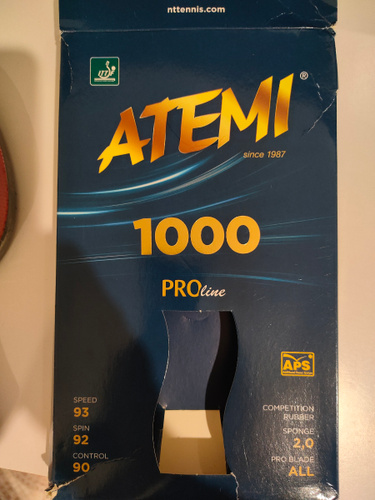 nttennis.com
ATEMI®
since 1987
1000
PROline
APS
SPEED
93
SPIN
92
CONTROL
90
COMPETITION
RUBBER
SPONGE
2,0
PRO BLADE
ALL